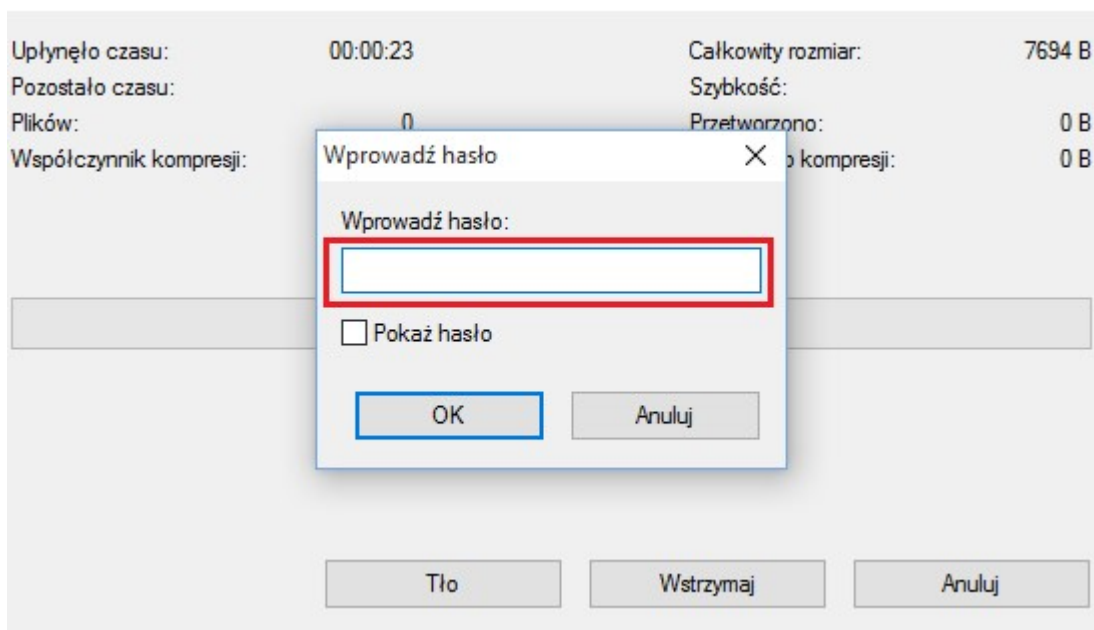 Upłynęło czasu: 00:00:23 Całkowity rozmiar: 7694 B
Pozostało czasu: Szybkość:
Plików: 0 Przetworzono: 0 B
Współczynnik kompresji: kompresji: 0 B
Wprowadź hasło
Wprowadź hasło:
Pokaż hasło
OK Anuluj
Tło Wstrzymaj Anuluj